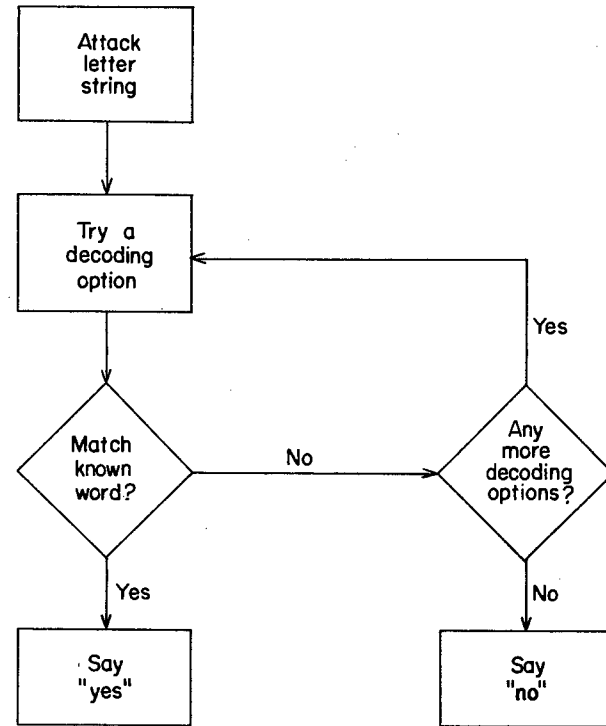 Attack
letter
string
Try a
decoding
option
Yes
Match
known
word?
No
Any
more
decoding
options?
Yes
No
Say
"yes"
Say
"no"